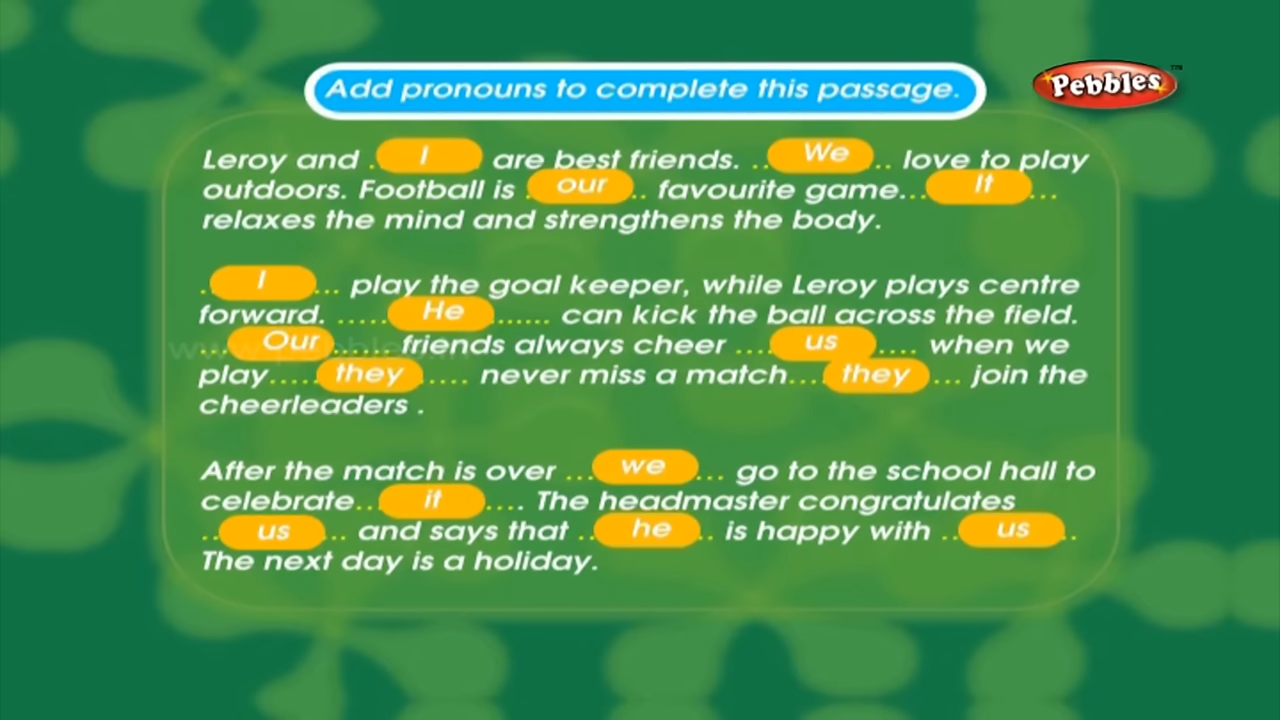 Add pronouns to complete this passage.
Pebbles™
Leroy and . I are best friends. .. We .. love to play
outdoors. Football is . our .. favourite game... It ...
relaxes the mind and strengthens the body.
. I ... play the goal keeper, while Leroy plays centre
forward. ..... He ...... can kick the ball across the field.
... Our ...... friends always cheer .... us .... when we
play..... they .... never miss a match.... they ... join the
cheerleaders .
After the match is over ... we ... go to the school hall to
celebrate... it .... The headmaster congratulates
.. us ... and says that .. he .. is happy with .. us ..
The next day is a holiday.